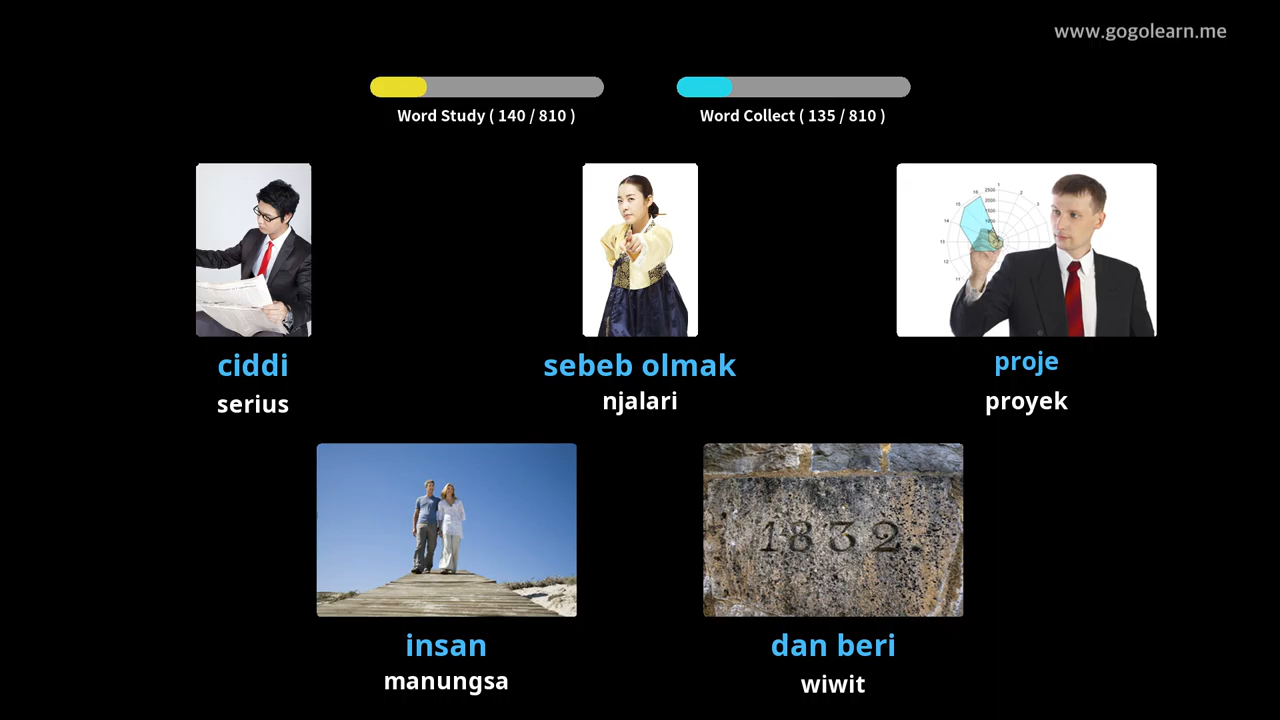 www.gogolearn.me
Word Study ( 140 / 810 )
Word Collect ( 135 / 810 )
ciddi
serius
sebeb olmak
njalari
proje
proyek
insan
manungsa
1832.
dan beri
wiwit